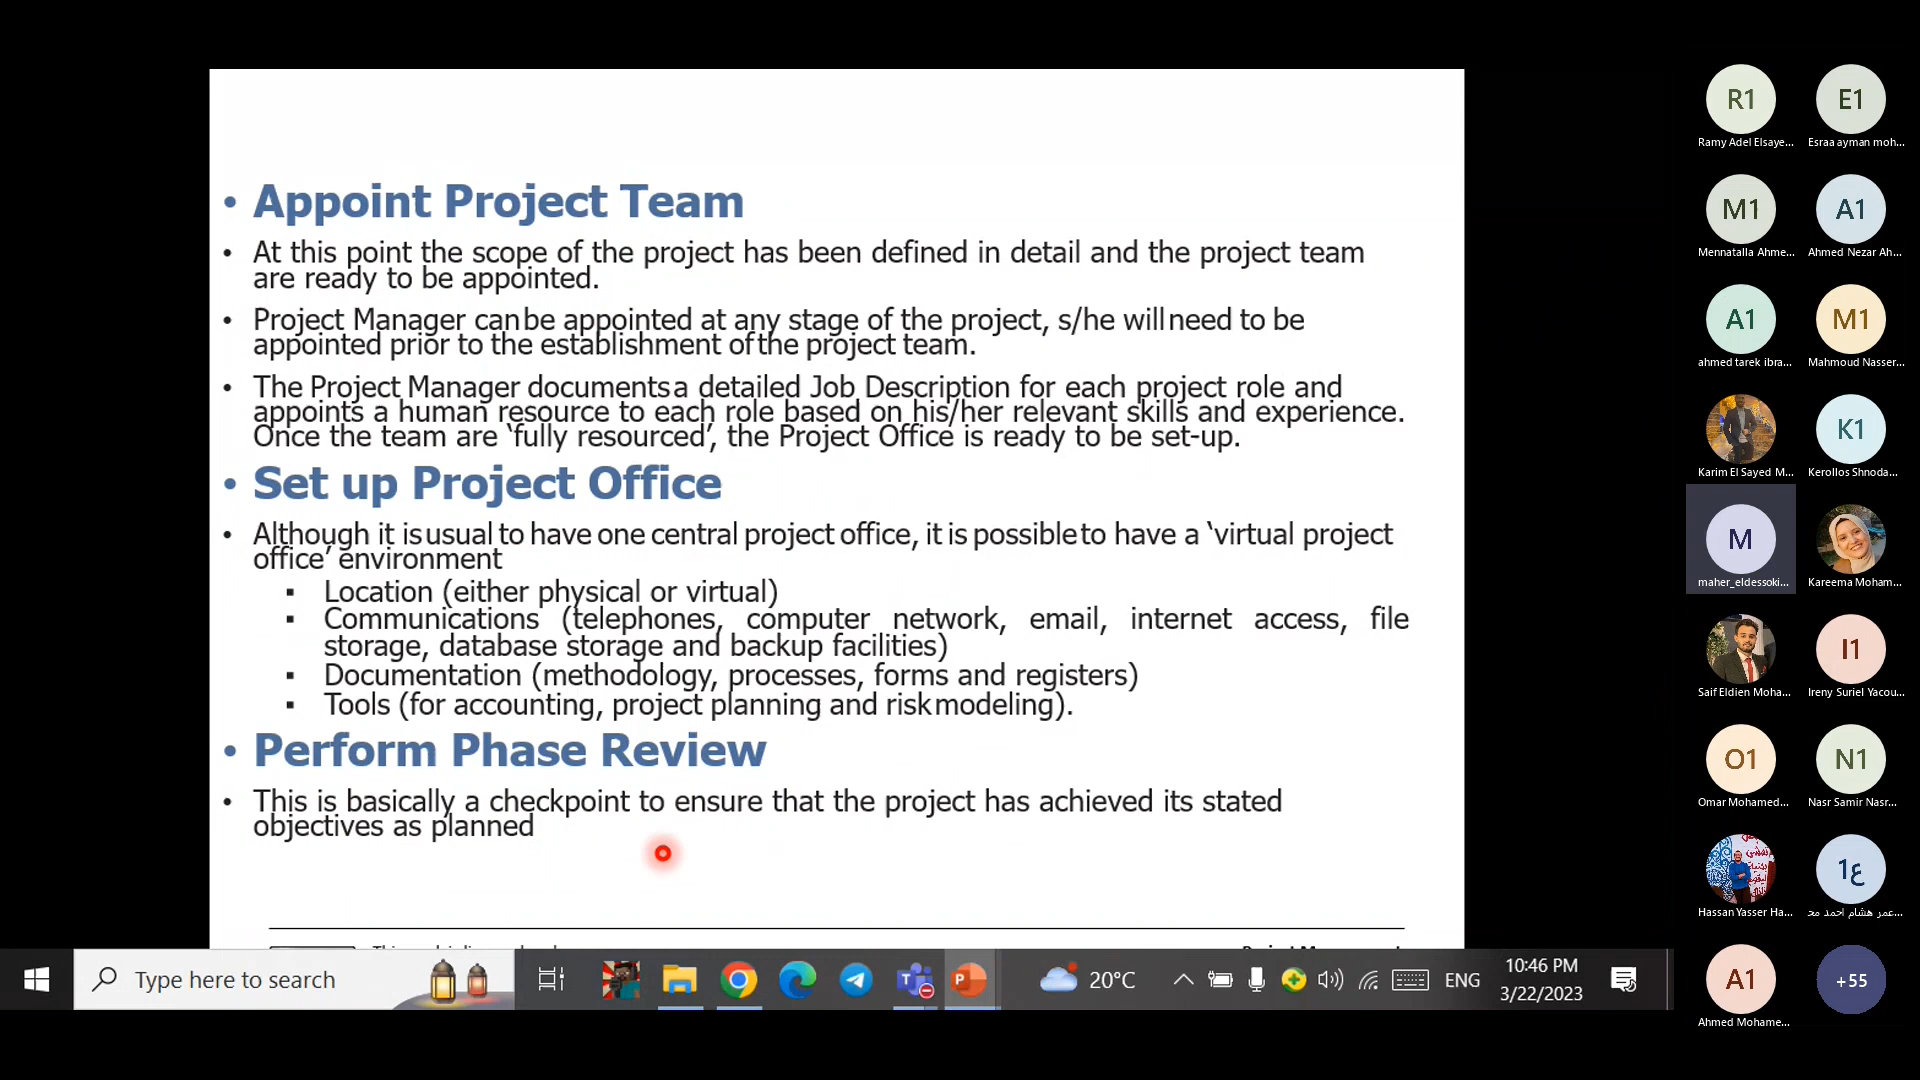 • Appoint Project Team
• At this point the scope of the project has been defined in detail and the project team
are ready to be appointed.
• Project Manager can be appointed at any stage of the project, s/he will need to be
appointed prior to the establishment of the project team.
• The Project Manager documents a detailed Job Description for each project role and
appoints a human resource to each role based on his/her relevant skills and experience.
Once the team are ‘fully resourced’, the Project Office is ready to be set-up.
• Set up Project Office
• Although it is usual to have one central project office, it is possible to have a ‘virtual project
office’ environment
▪ Location (either physical or virtual)
▪ Communications (telephones, computer network, email, internet access, file
storage, database storage and backup facilities)
▪ Documentation (methodology, processes, forms and registers)
▪ Tools (for accounting, project planning and risk modeling).
• Perform Phase Review
• This is basically a checkpoint to ensure that the project has achieved its stated
objectives as planned
Type here to search
20°C
ENG
10:46 PM
3/22/2023
R1
Ramy Adel Elsaye...
E1
Esraa ayman moh...
M1
Mennatalla Ahme...
A1
Ahmed Nezar Ah...
A1
ahmed tarek ibra...
M1
Mahmoud Nasser...
Karim El Sayed M...
K1
Kerollos Shnoda...
M
maher_eldessoki...
Kareema Moham...
Saif Eldien Moha...
I1
Ireny Suriel Yacou...
O1
Omar Mohamed...
N1
Nasr Samir Nasr...
Hassan Yasser Ha...
ع1
عمر هشام احمد مح...
A1
Ahmed Mohame...
+55